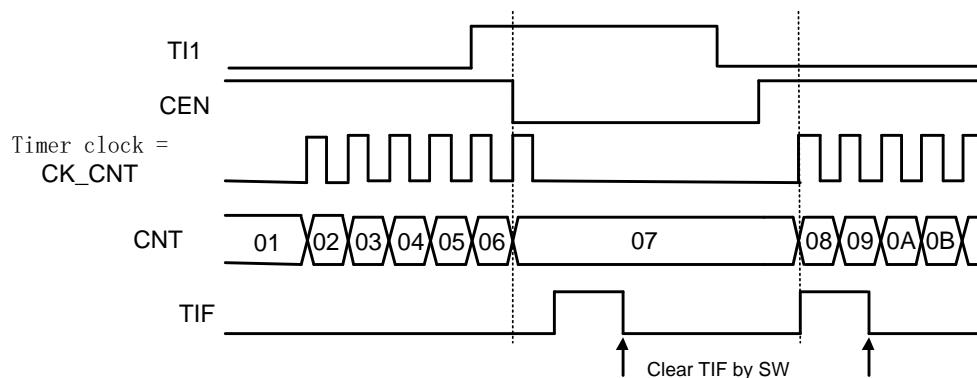 TI1
CEN
Timer clock =
CK_CNT
CNT
01 02 03 04 05 06 07 08 09 0A 0B
TIF
Clear TIF by SW